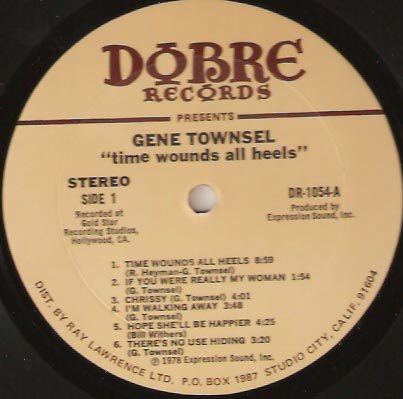 DOBRE
RECORDS
PRESENTS
GENE TOWNSEL
"time wounds all heels"
STEREO
SIDE 1
Recorded at
Gold Star
Recording Studios,
Hollywood, CA.
DR-1054-A
Produced by
Expression Sound, Inc.
1. TIME WOUNDS ALL HEELS 8:59
(R. Heyman-G. Townsel)
2. IF YOU WERE REALLY MY WOMAN 1:54
(G. Townsel)
3. CHRISSY (G. Townsel) 4:01
4. I'M WALKING AWAY 3:48
(G. Townsel)
5. HOPE SHE'LL BE HAPPIER 4:25
(Bill Withers)
6. THERE'S NO USE HIDING 3:20
(G. Townsel)
℗ 1978 Expression Sound, Inc.
DIST. BY RAY LAWRENCE LTD. P.O. BOX 1987 STUDIO CITY, CALIF. 91604